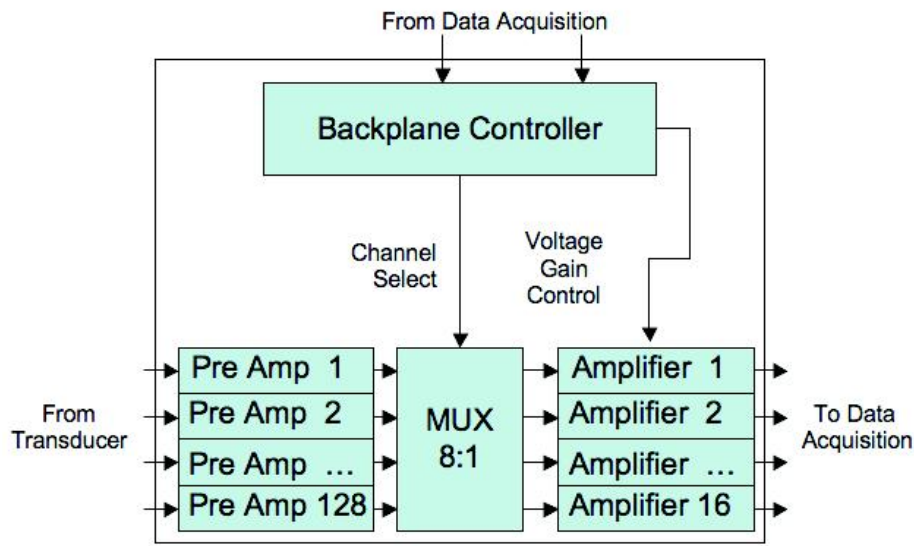 From Data Acquisition
Backplane Controller
Channel
Select
Voltage
Gain
Control
From
Transducer
Pre Amp 1
Pre Amp 2
Pre Amp ...
Pre Amp 128
MUX
8:1
Amplifier 1
Amplifier 2
Amplifier ...
Amplifier 16
To Data
Acquisition